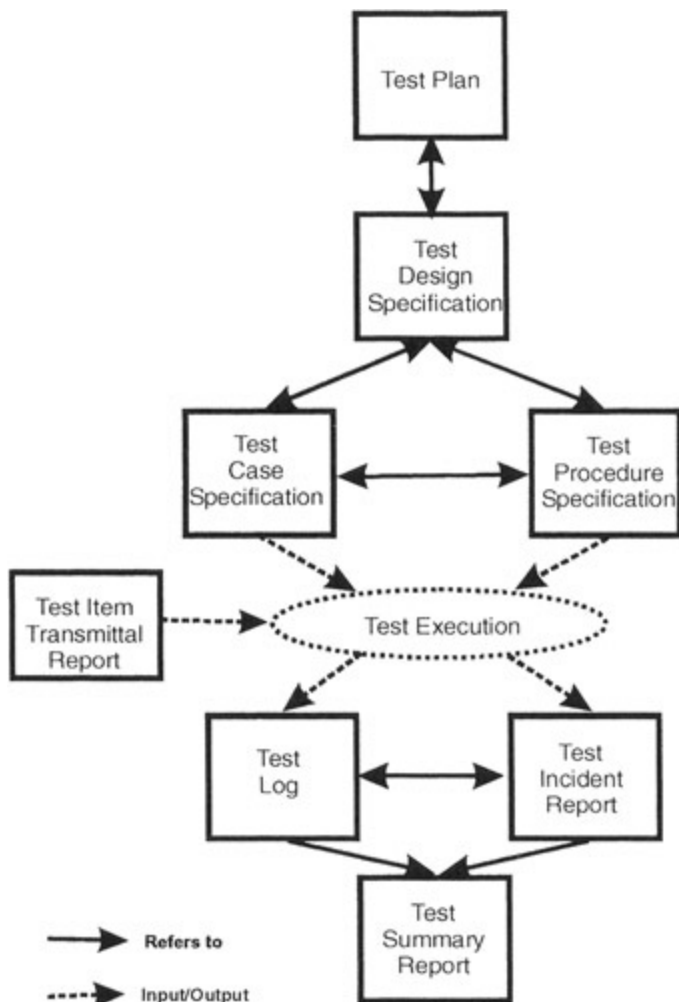 Test Plan
Test
Design
Specification
Test
Case
Specification
Test
Procedure
Specification
Test Item
Transmittal
Report
Test Execution
Test
Log
Test
Incident
Report
Test
Summary
Report
Refers to
Input/Output